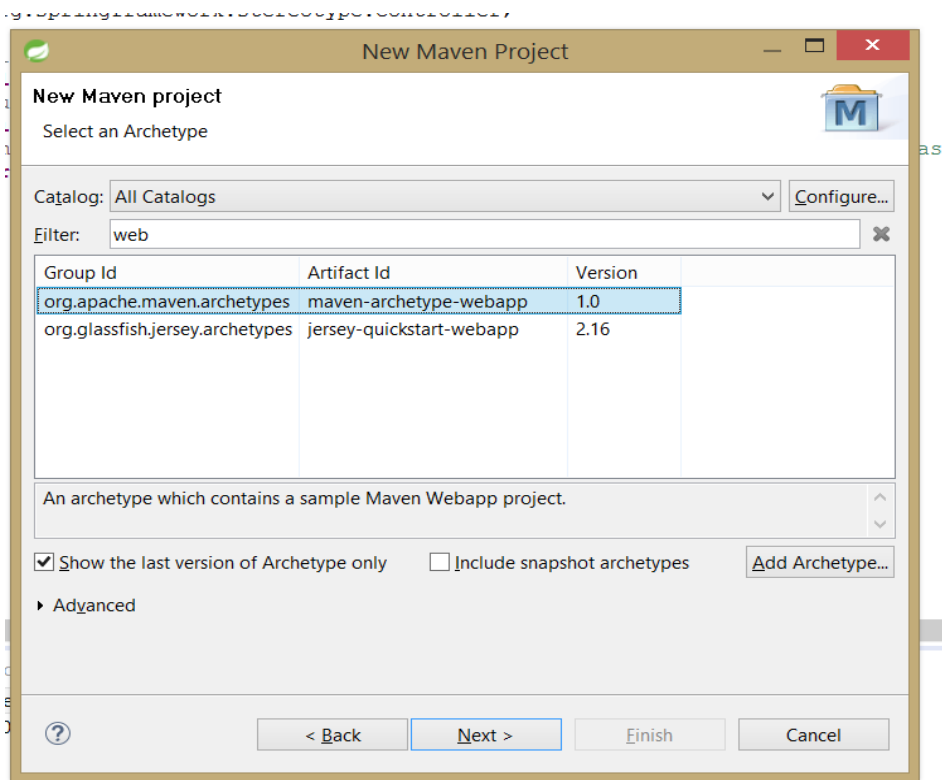 New Maven Project
New Maven project
Select an Archetype
Catalog: All Catalogs Configure...
Filter: web
Group Id Artifact Id Version
org.apache.maven.archetypes maven-archetype-webapp 1.0
org.glassfish.jersey.archetypes jersey-quickstart-webapp 2.16
An archetype which contains a sample Maven Webapp project.
Show the last version of Archetype only Include snapshot archetypes Add Archetype...
Advanced
< Back Next > Finish Cancel